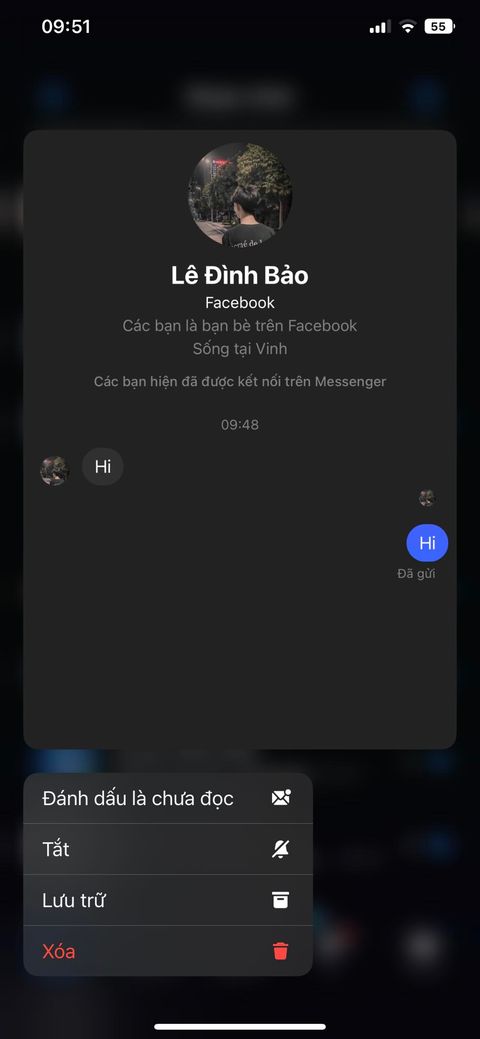 09:51
55
Lê Đình Bảo
Facebook
Các bạn là bạn bè trên Facebook
Sống tại Vinh
Các bạn hiện đã được kết nối trên Messenger
09:48
Hi
Hi
Đã gửi
Đánh dấu là chưa đọc
Tắt
Lưu trữ
Xóa